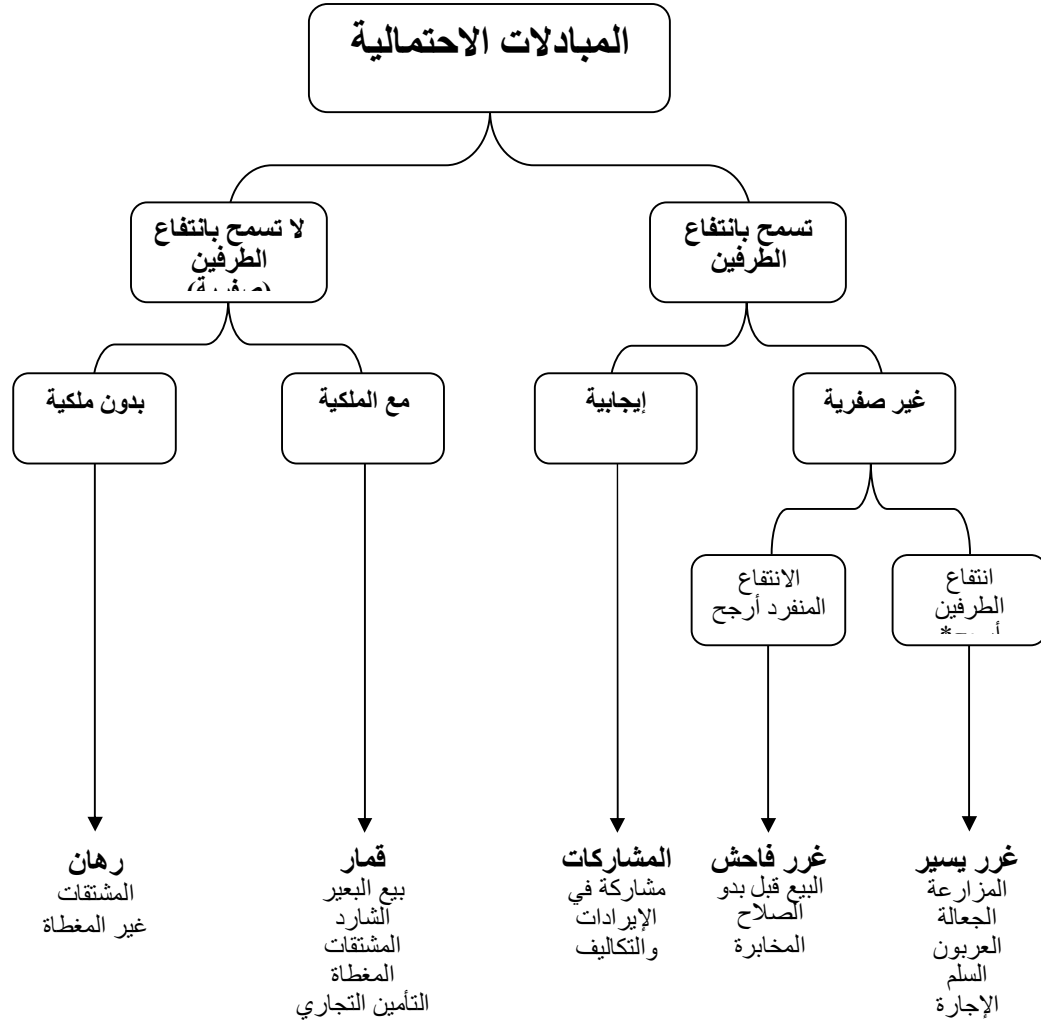 المبادلات الاحتمالية
تسمح بانتفاع
الطرفين
لا تسمح بانتفاع
الطرفين
غير صفرية
إيجابية
مع الملكية
بدون ملكية
انتفاع
الطرفين
الانتفاع
المنفرد أرجح
غرر يسير
المزارعة
الجعالة
العربون
السلم
الإجارة
غرر فاحش
البيع قبل بدو
الصلاح
المخابرة
المشاركات
مشاركة في
الإيرادات
والتكاليف
قمار
بيع البعير
الشارد
المشتقات
المغطاة
التأمين التجاري
رهان
المشتقات
غير المغطاة